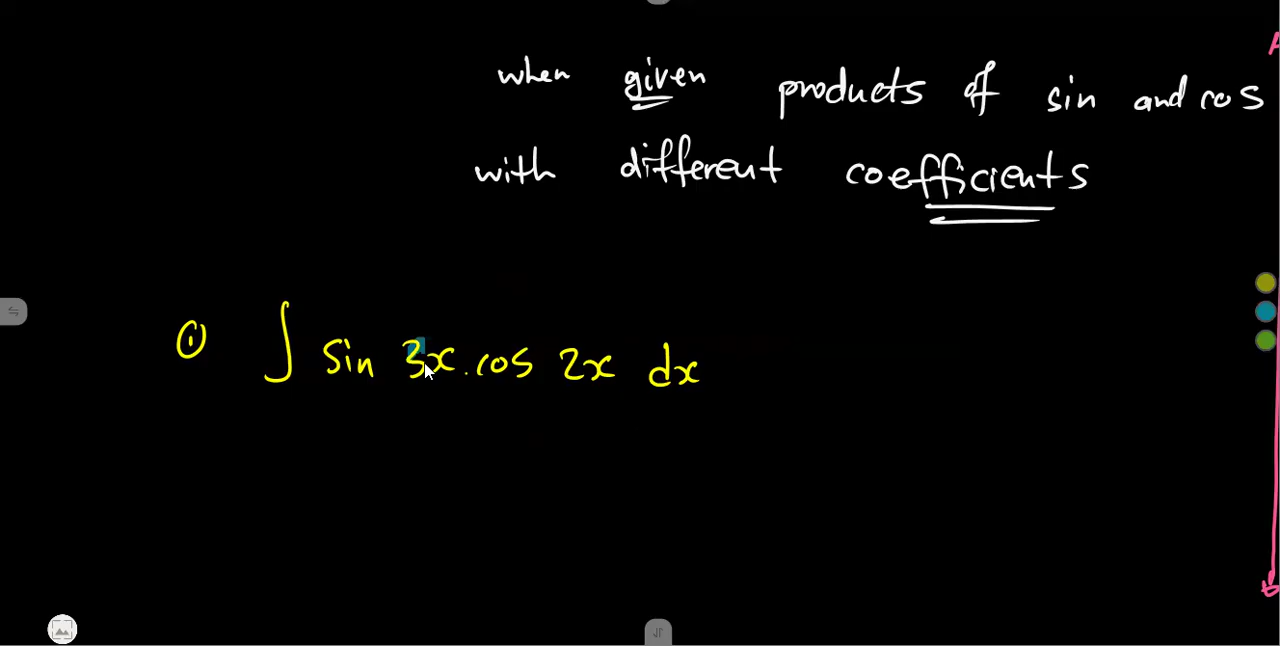 when given products of sin and cos
with different coefficients
① ∫ sin 3x . cos 2x dx